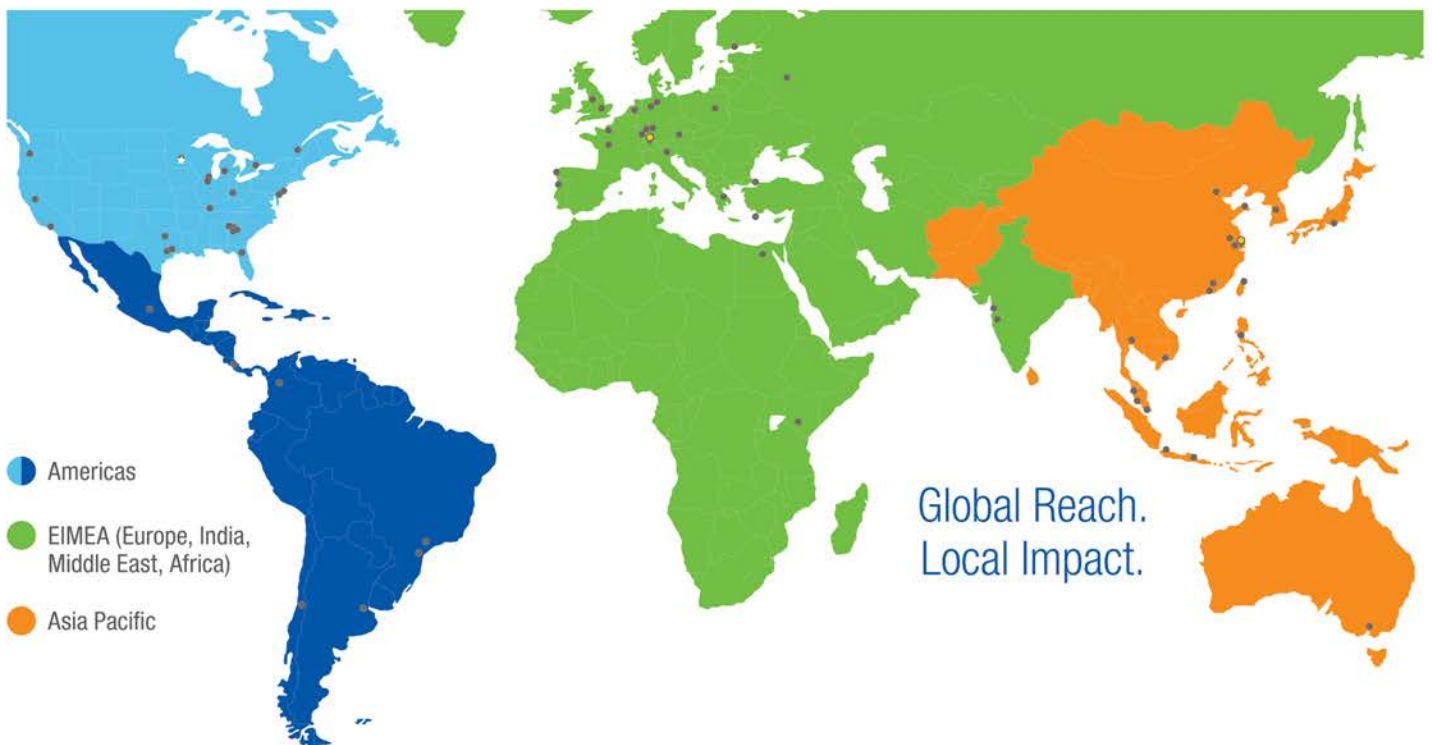 Americas
EIMEA (Europe, India,
Middle East, Africa)
Asia Pacific
Global Reach.
Local Impact.